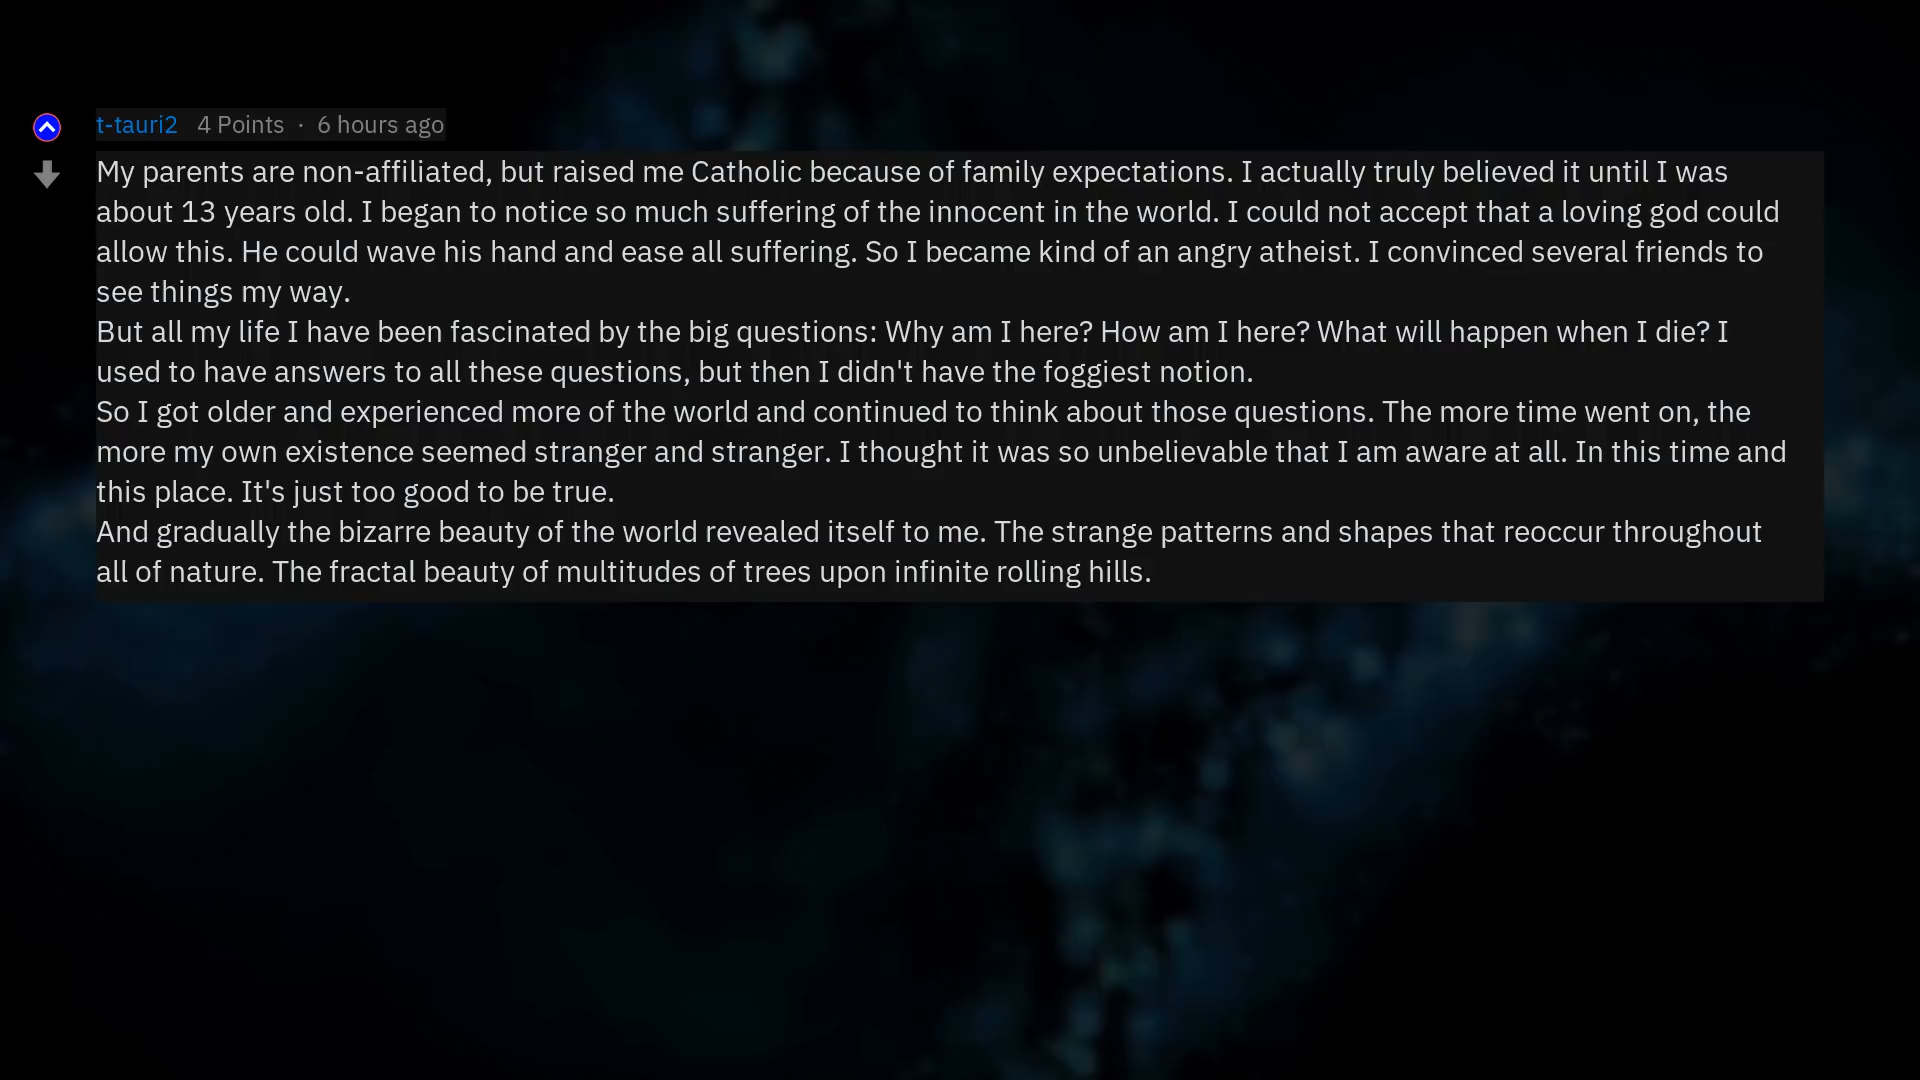 t-tauri2 4 Points · 6 hours ago
My parents are non-affiliated, but raised me Catholic because of family expectations. I actually truly believed it until I was
about 13 years old. I began to notice so much suffering of the innocent in the world. I could not accept that a loving god could
allow this. He could wave his hand and ease all suffering. So I became kind of an angry atheist. I convinced several friends to
see things my way.
But all my life I have been fascinated by the big questions: Why am I here? How am I here? What will happen when I die? I
used to have answers to all these questions, but then I didn't have the foggiest notion.
So I got older and experienced more of the world and continued to think about those questions. The more time went on, the
more my own existence seemed stranger and stranger. I thought it was so unbelievable that I am aware at all. In this time and
this place. It's just too good to be true.
And gradually the bizarre beauty of the world revealed itself to me. The strange patterns and shapes that reoccur throughout
all of nature. The fractal beauty of multitudes of trees upon infinite rolling hills.